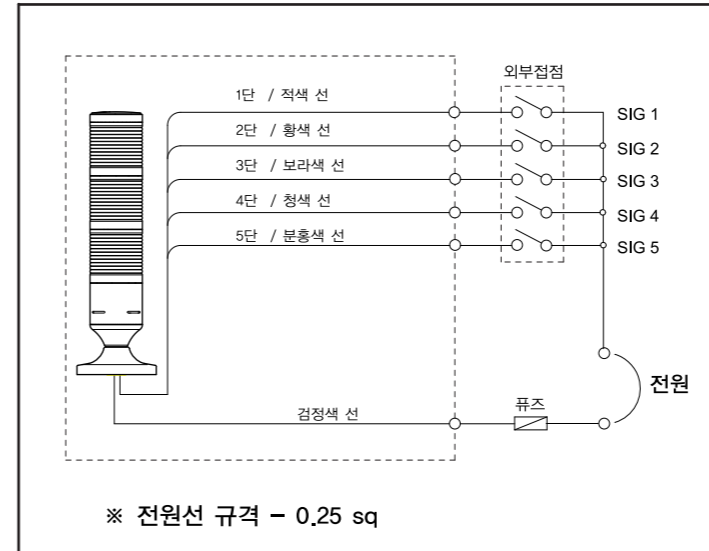 외부접점
1단 / 적색 선
SIG 1
2단 / 황색 선
SIG 2
3단 / 보라색 선
SIG 3
4단 / 청색 선
SIG 4
5단 / 분홍색 선
SIG 5
전원
퓨즈
검정색 선
※ 전원선 규격 - 0.25 sq